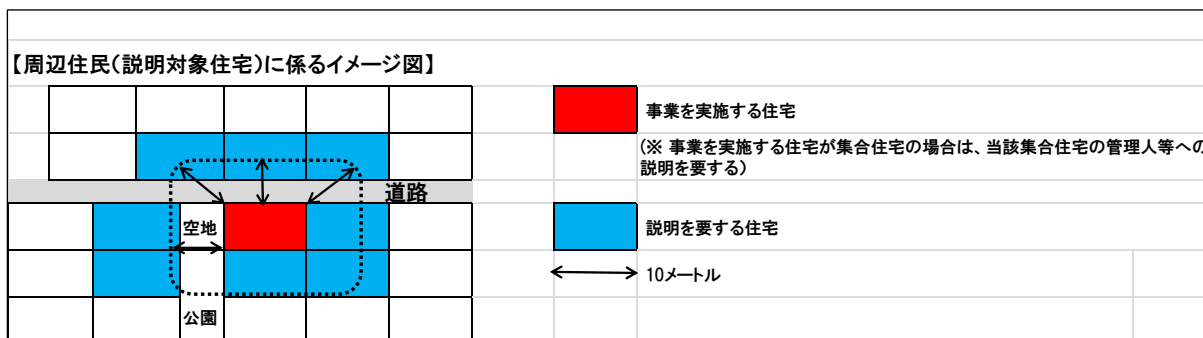 【周辺住民(説明対象住宅)に係るイメージ図】
事業を実施する住宅
(※ 事業を実施する住宅が集合住宅の場合は、当該集合住宅の管理人等への
説明を要する)
道路
空地
説明を要する住宅
10メートル
公園